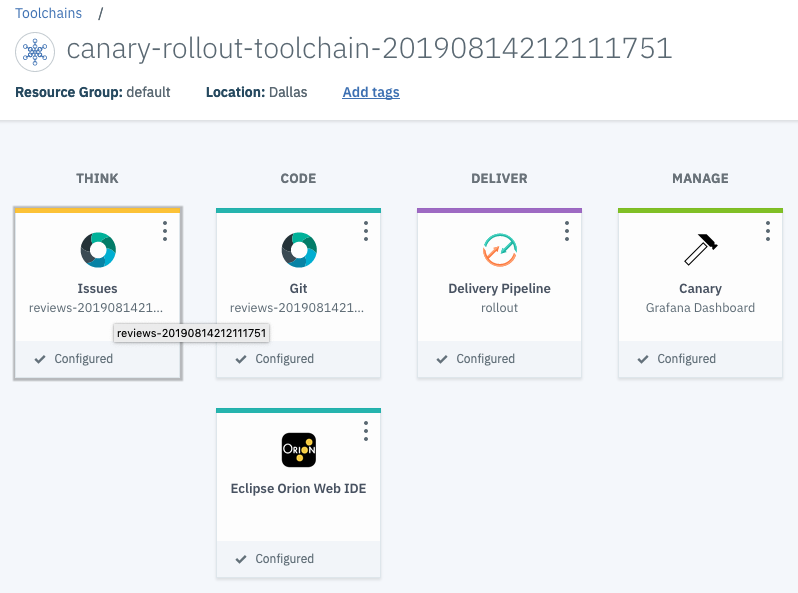 Toolchains /
canary-rollout-toolchain-20190814212111751
Resource Group: default Location: Dallas Add tags
THINK CODE DELIVER MANAGE
Issues Git Delivery Pipeline Canary
reviews-2019081421... reviews-2019081421... rollout Grafana Dashboard
reviews-20190814212111751
Configured Configured Configured Configured
ORION
Eclipse Orion Web IDE
Configured